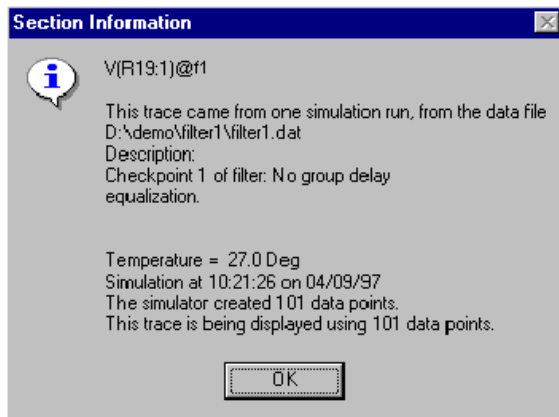 Section Information
V(R19:1)@f1
This trace came from one simulation run, from the data file
D:\demo\filter1\filter1.dat
Description:
Checkpoint 1 of filter: No group delay
equalization.
Temperature = 27.0 Deg
Simulation at 10:21:26 on 04/09/97
The simulator created 101 data points.
This trace is being displayed using 101 data points.
OK